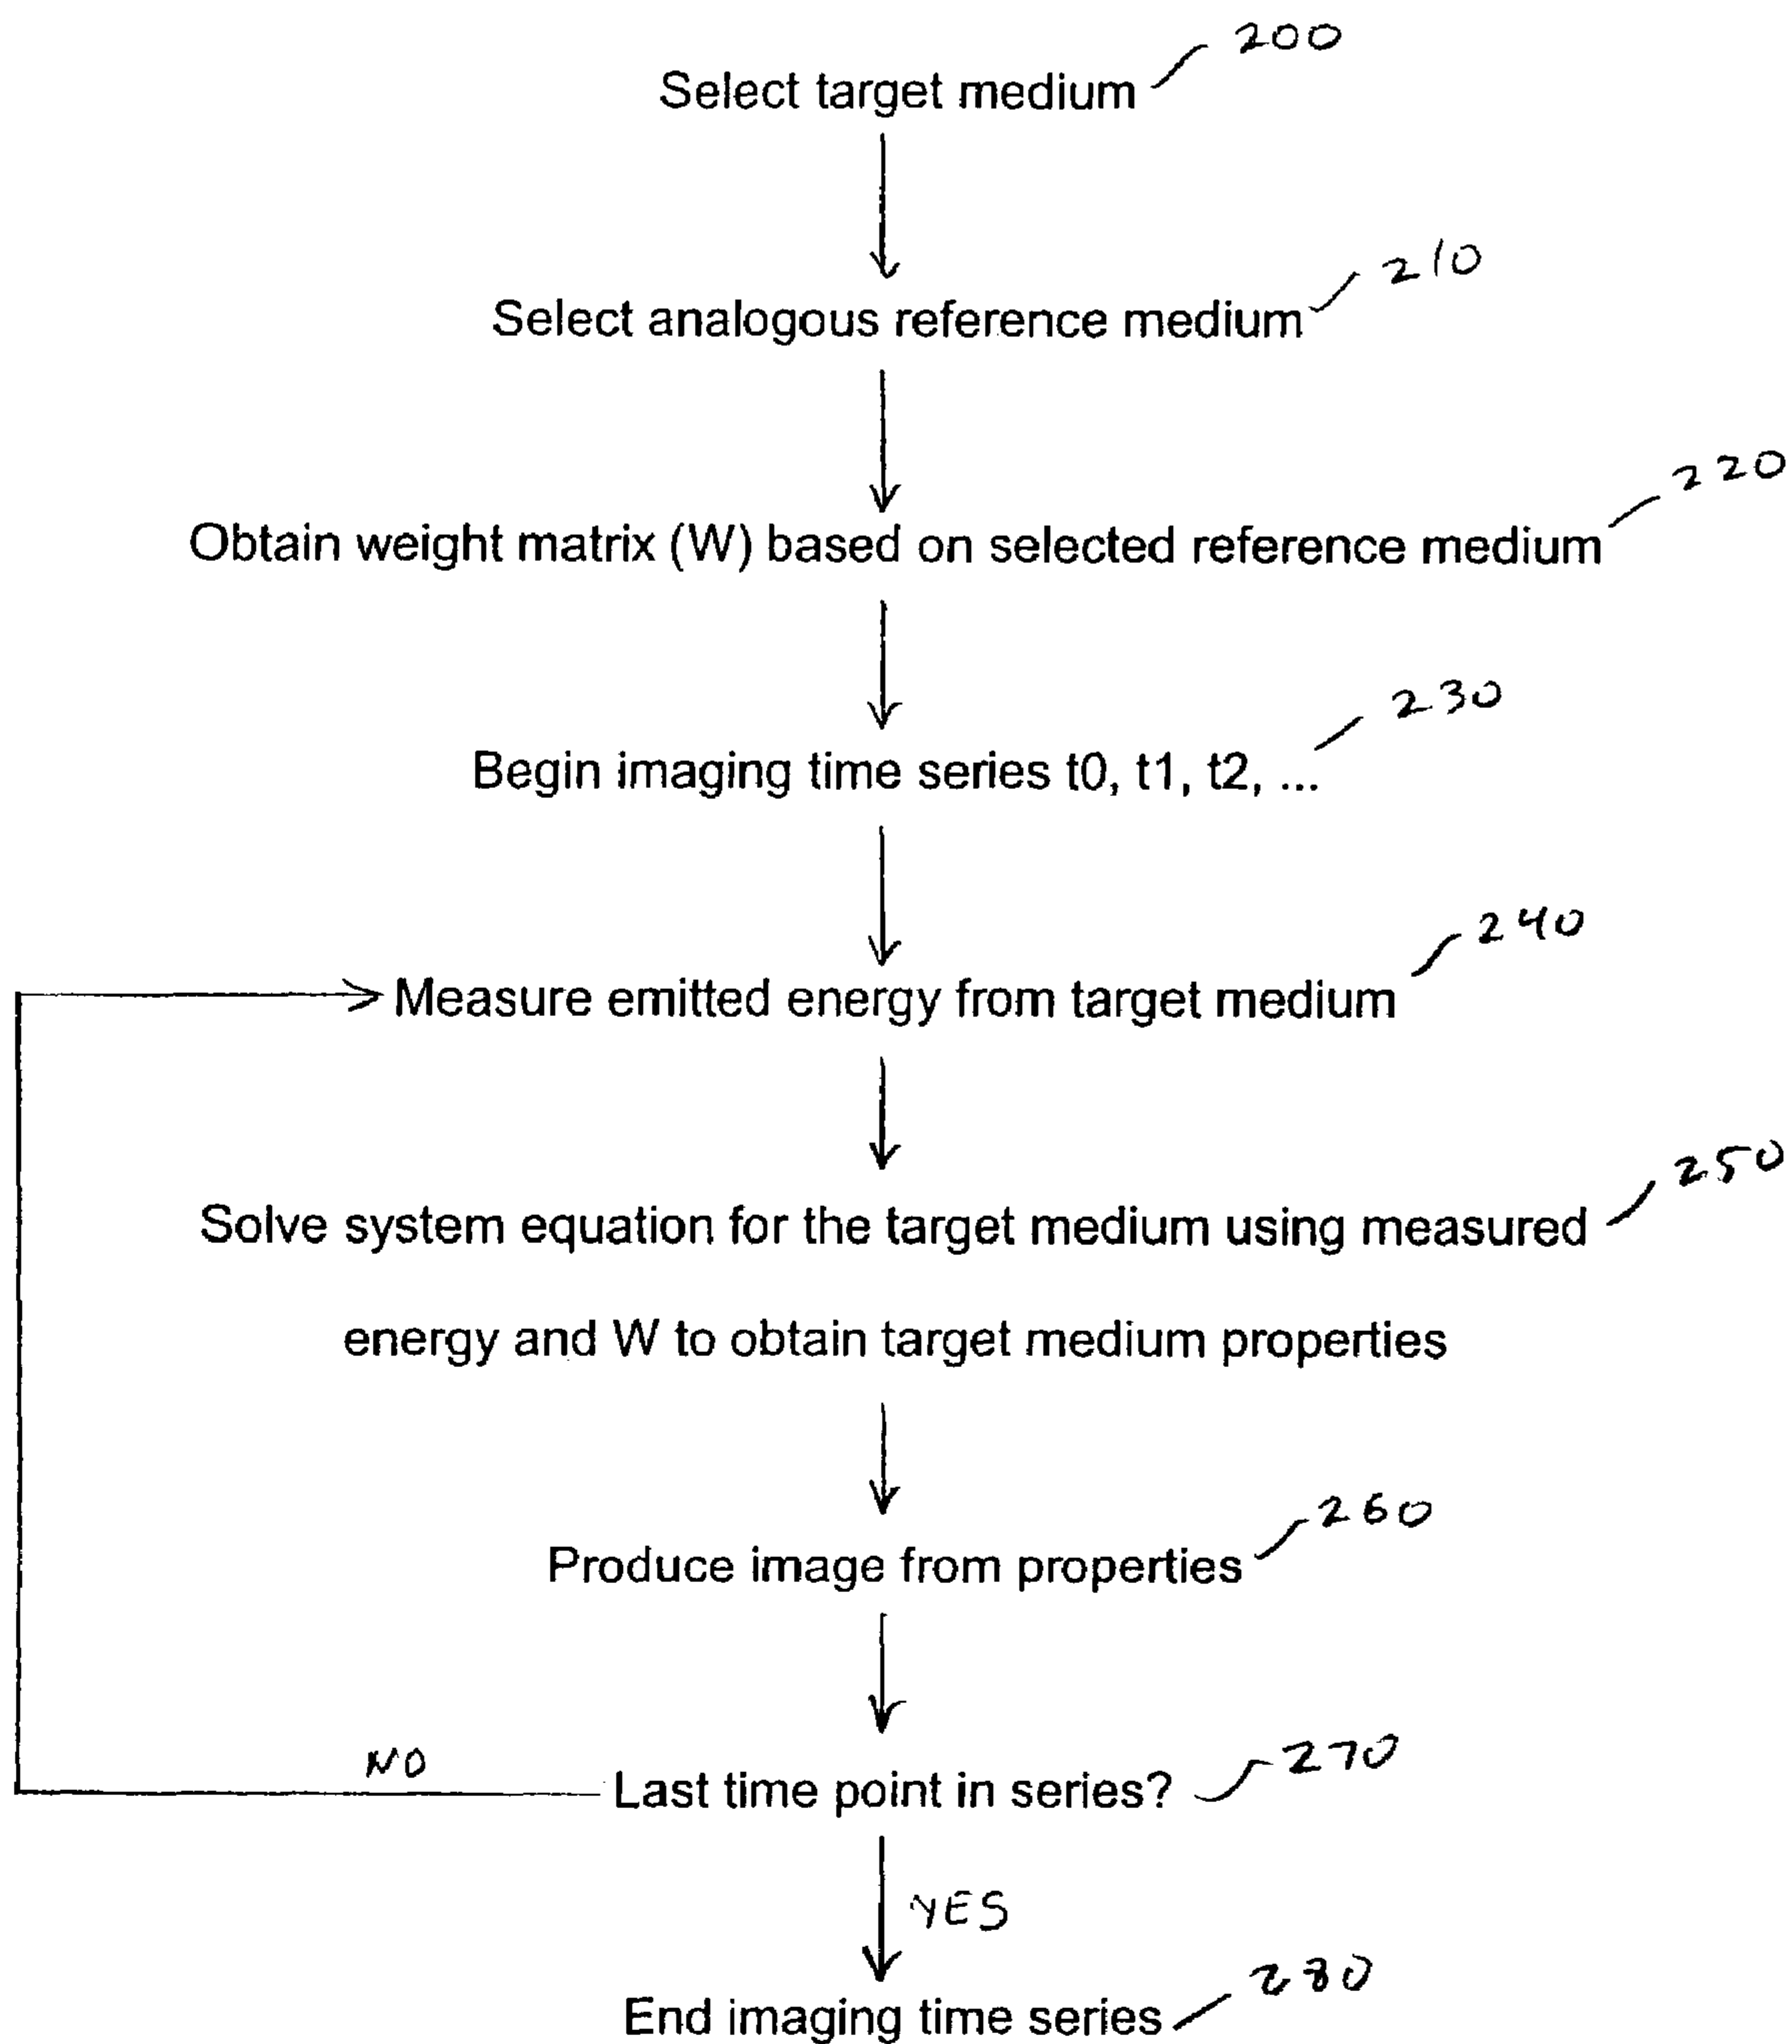 200
Select target medium
210
Select analogous reference medium
220
Obtain weight matrix (W) based on selected reference medium
230
Begin imaging time series t0, t1, t2, ...
240
Measure emitted energy from target medium
250
Solve system equation for the target medium using measured
energy and W to obtain target medium properties
260
Produce image from properties
270
NO
Last time point in series?
YES
280
End imaging time series